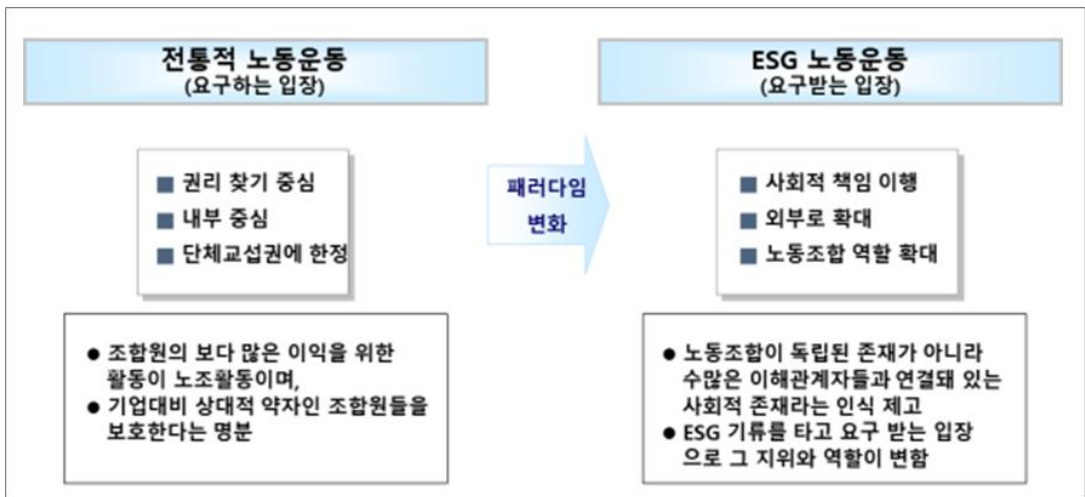 전통적 노동운동
(요구하는 입장)
■ 권리 찾기 중심
■ 내부 중심
■ 단체교섭권에 한정
● 조합원의 보다 많은 이익을 위한
활동이 노조활동이며,
● 기업대비 상대적 약자인 조합원들을
보호한다는 명분
패러다임
변화
ESG 노동운동
(요구받는 입장)
■ 사회적 책임 이행
■ 외부로 확대
■ 노동조합 역할 확대
● 노동조합이 독립된 존재가 아니라
수많은 이해관계자들과 연결돼 있는
사회적 존재라는 인식 제고
● ESG 기류를 타고 요구 받는 입장
으로 그 지위와 역할이 변함